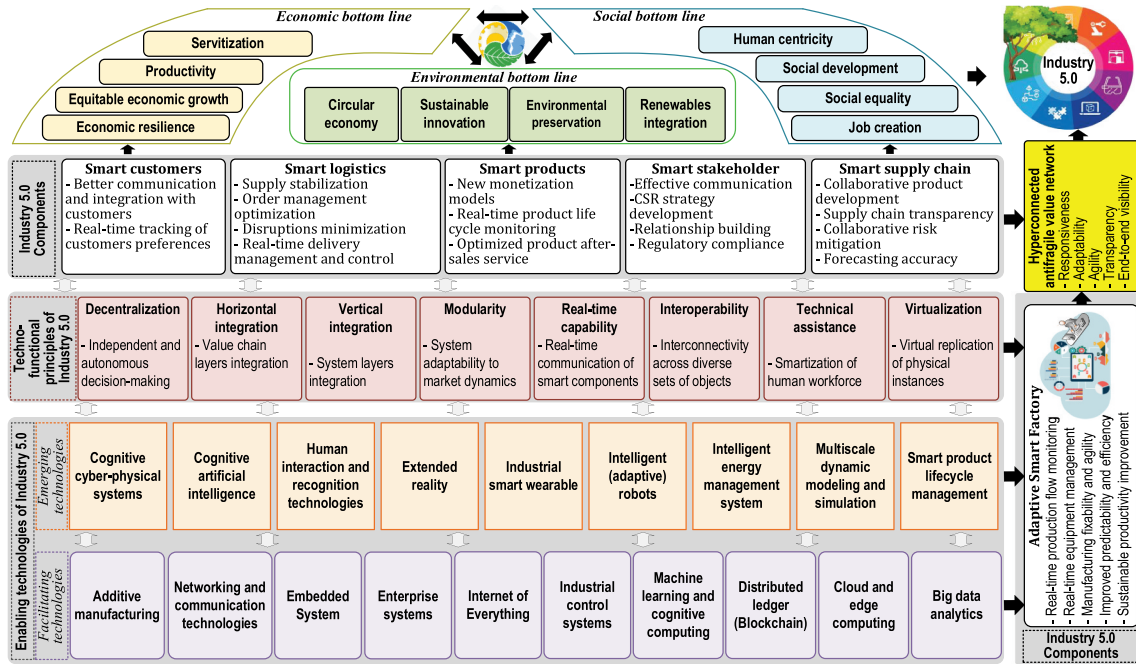 Economic bottom line
Servitization
Productivity
Equitable economic growth
Economic resilience
Environmental bottom line
Circular
economy
Sustainable
innovation
Environmental
preservation
Renewables
integration
Social bottom line
Human centricity
Social development
Social equality
Job creation
Industry
5.0
Industry 5.0
Components
Smart customers
- Better communication
and integration with
customers
- Real-time tracking of
customers preferences
Smart logistics
- Supply stabilization
- Order management
optimization
- Disruptions minimization
- Real-time delivery
management and control
Smart products
- New monetization
models
- Real-time product life
cycle monitoring
- Optimized product after-
sales service
Smart stakeholder
-Effective communication
-CSR strategy
development
-Relationship building
- Regulatory compliance
Smart supply chain
- Collaborative product
development
- Supply chain transparency
- Collaborative risk
mitigation
- Forecasting accuracy
Hyperconnected
antifragile value network
- Responsiveness
- Adaptability
- Agility
- Transparency
- End-to-end visibility
Techno-
functional
principles of
Industry 5.0
Decentralization
- Independent and
autonomous
decision-making
Horizontal
integration
- Value chain
layers integration
Vertical
integration
- System layers
integration
Modularity
- System
adaptability to
market dynamics
Real-time
capability
- Real-time
communication of
smart components
Interoperability
- Interconnectivity
across diverse
sets of objects
Technical
assistance
- Smartization of
human workforce
Virtualization
- Virtual replication
of physical
instances
Enabling technologies of Industry 5.0
Emerging
technologies
Cognitive
cyber-physical
systems
Cognitive
artificial
intelligence
Human
interaction and
recognition
technologies
Extended
reality
Industrial
smart wearable
Intelligent
(adaptive)
robots
Intelligent
energy
management
system
Multiscale
dynamic
modeling and
simulation
Smart product
lifecycle
management
Facilitating
technologies
Additive
manufacturing
Networking and
communication
technologies
Embedded
System
Enterprise
systems
Internet of
Everything
Industrial
control
systems
Machine
learning and
cognitive
computing
Distributed
ledger
(Blockchain)
Cloud and
edge
computing
Big data
analytics
Adaptive Smart Factory
- Real-time production flow monitoring
- Real-time equipment management
- Manufacturing fixability and agility
- Improved predictability and efficiency
- Sustainable productivity improvement
Industry 5.0
Components